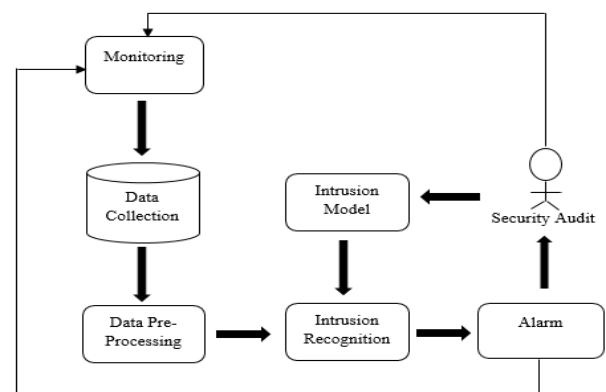 Monitoring
Data
Collection
Intrusion
Model
Security Audit
Data Pre-
Processing
Intrusion
Recognition
Alarm